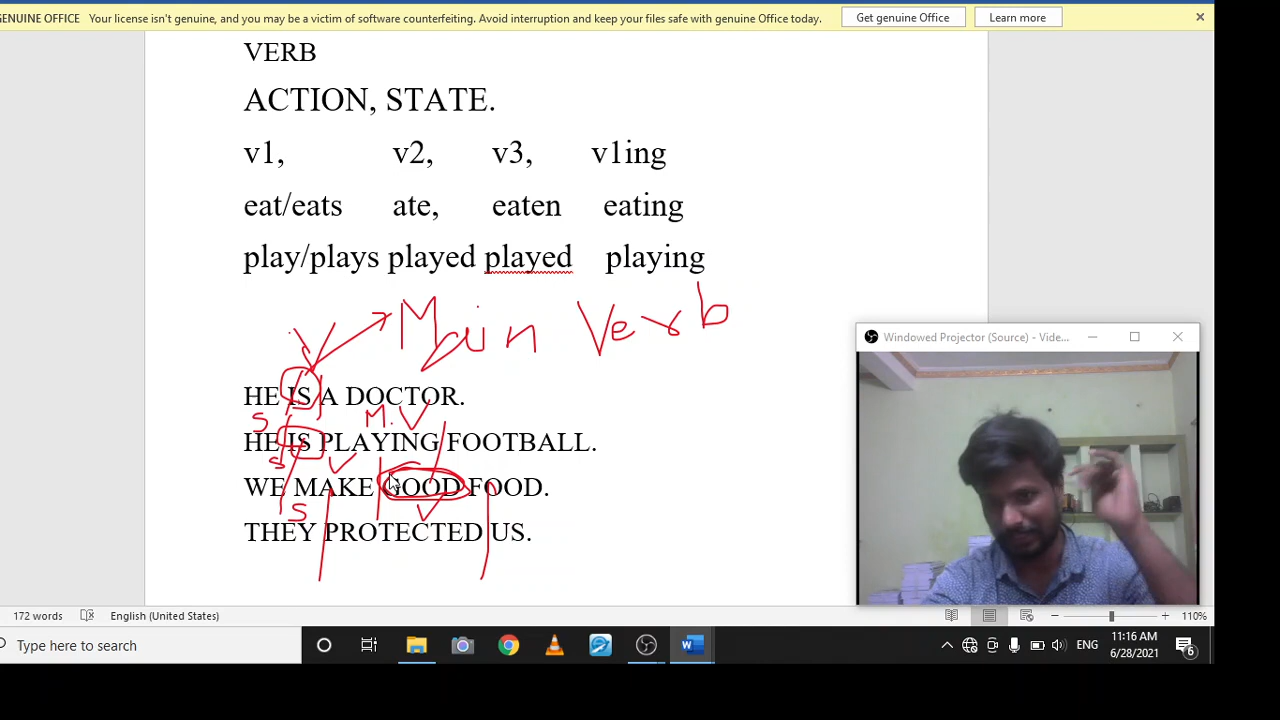 GENUINE OFFICE Your license isn't genuine, and you may be a victim of software counterfeiting. Avoid interruption and keep your files safe with genuine Office today. Get genuine Office Learn more
VERB
ACTION, STATE.
v1, v2, v3, v1ing
eat/eats ate, eaten eating
play/plays played played playing
V Main Verb
Windowed Projector (Source) - Vide...
HE IS A DOCTOR.
S M.V
HE IS PLAYING FOOTBALL.
S V
WE MAKE GOOD FOOD.
S V
THEY PROTECTED US.
172 words English (United States) 110%
Type here to search ENG 11:16 AM
6/28/2021 6